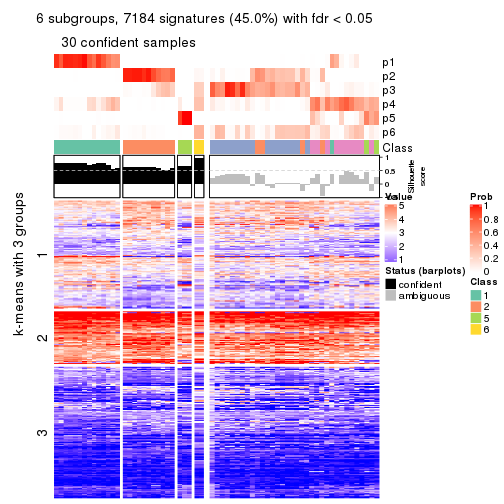 6 subgroups, 7184 signatures (45.0%) with fdr < 0.05
30 confident samples
p1
p2
p3
p4
p5
p6
Class
1
0.5
0
Silhouette
score
k-means with 3 groups
1
2
3
Value
5
4
3
2
1
Status (barplots)
confident
ambiguous
Prob
1
0.8
0.6
0.4
0.2
0
Class
1
2
5
6